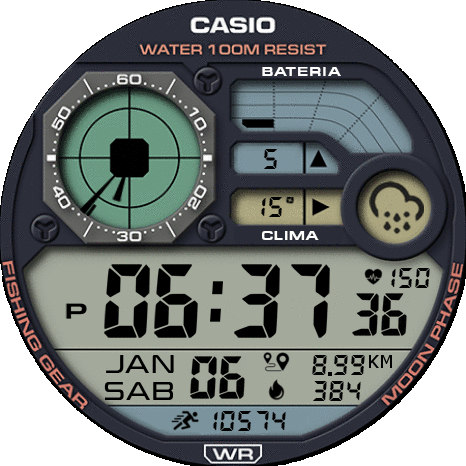 CASIO
WATER 100M RESIST
BATERIA
60
50 10
5
40 20
15°
30
CLIMA
P 06:37 36
150
JAN 06 8.99KM
SAB 384
10574
FISHING GEAR
MOON PHASE
WR